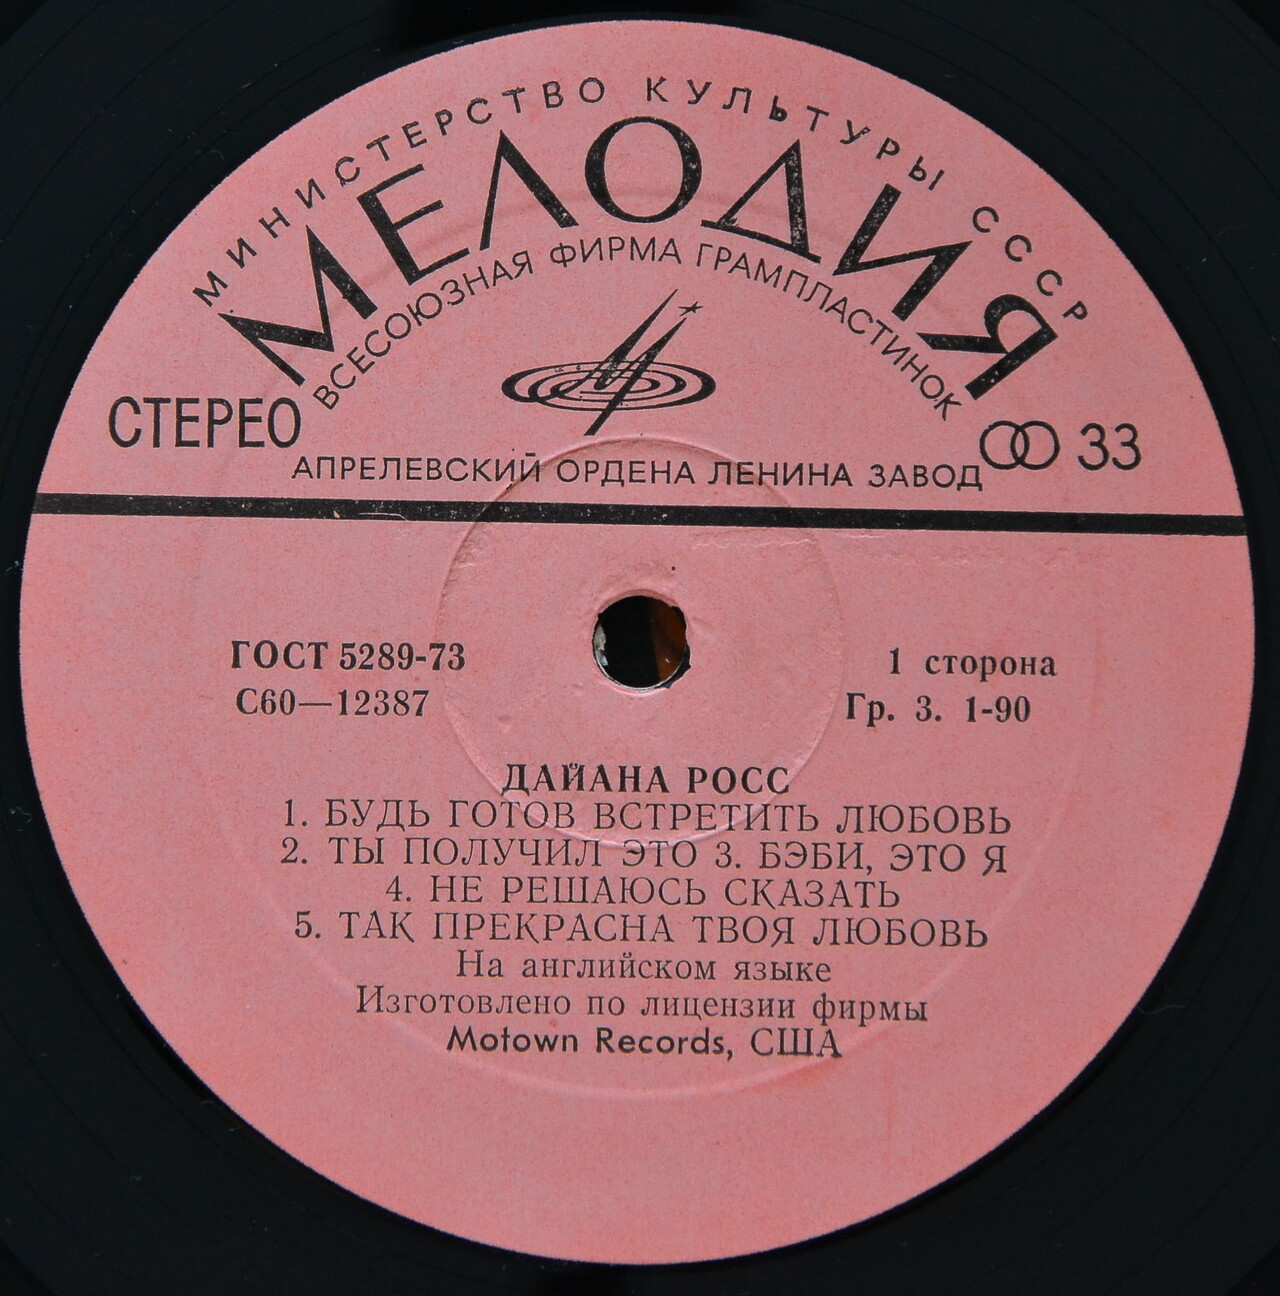 МИНИСТЕРСТВО КУЛЬТУРЫ СССР
МЕЛОДИЯ
ВСЕСОЮЗНАЯ ФИРМА ГРАМПЛАСТИНОК
СТЕРЕО
33
АПРЕЛЕВСКИЙ ОРДЕНА ЛЕНИНА ЗАВОД
ГОСТ 5289-73
С60—12387
1 сторона
Гр. 3. 1-90
ДАЙАНА РОСС
1. БУДЬ ГОТОВ ВСТРЕТИТЬ ЛЮБОВЬ
2. ТЫ ПОЛУЧИЛ ЭТО 3. БЭБИ, ЭТО Я
4. НЕ РЕШАЮСЬ СКАЗАТЬ
5. ТАК ПРЕКРАСНА ТВОЯ ЛЮБОВЬ
На английском языке
Изготовлено по лицензии фирмы
Motown Records, США